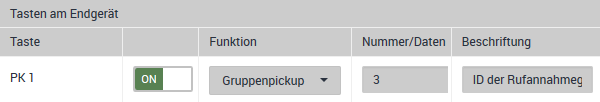 Tasten am Endgerät
Taste Funktion Nummer/Daten Beschriftung
PK 1 ON Gruppenpickup 3 ID der Rufannahmeg